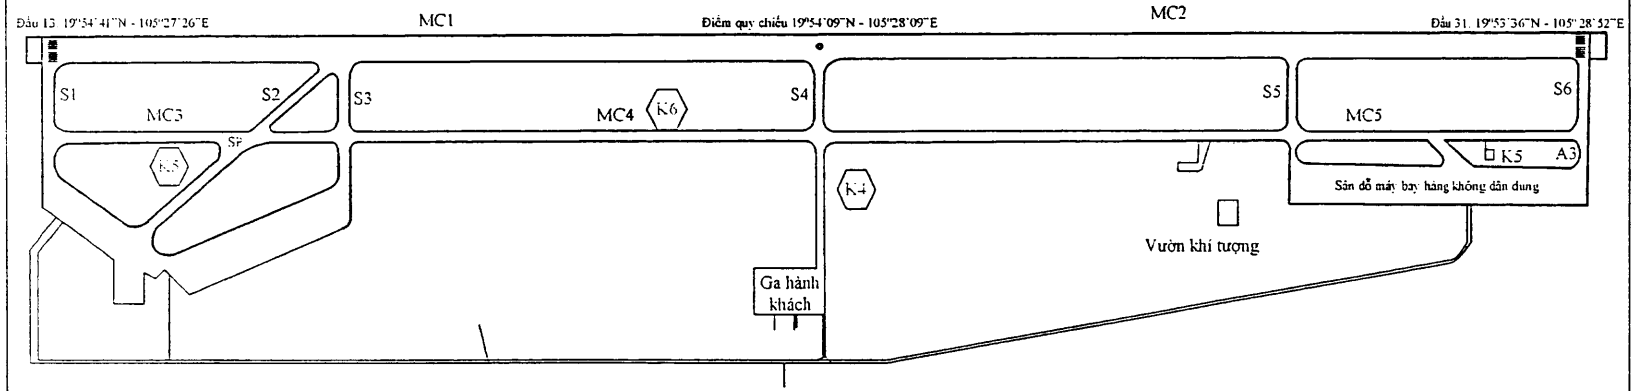 Đầu 13. 19°54'41"N - 105°27'26"E
MC1
Điểm quy chiếu 19°54'09"N - 105°28'09"E
MC2
Đầu 31. 19°53'36"N - 105°28'52"E
S1
S2
S3
S4
S5
S6
MC3
MC4
K6
MC5
SP
K5
K4
K5
A3
Sân đỗ máy bay hàng không dân dung
Vườn khí tượng
Ga hành
khách